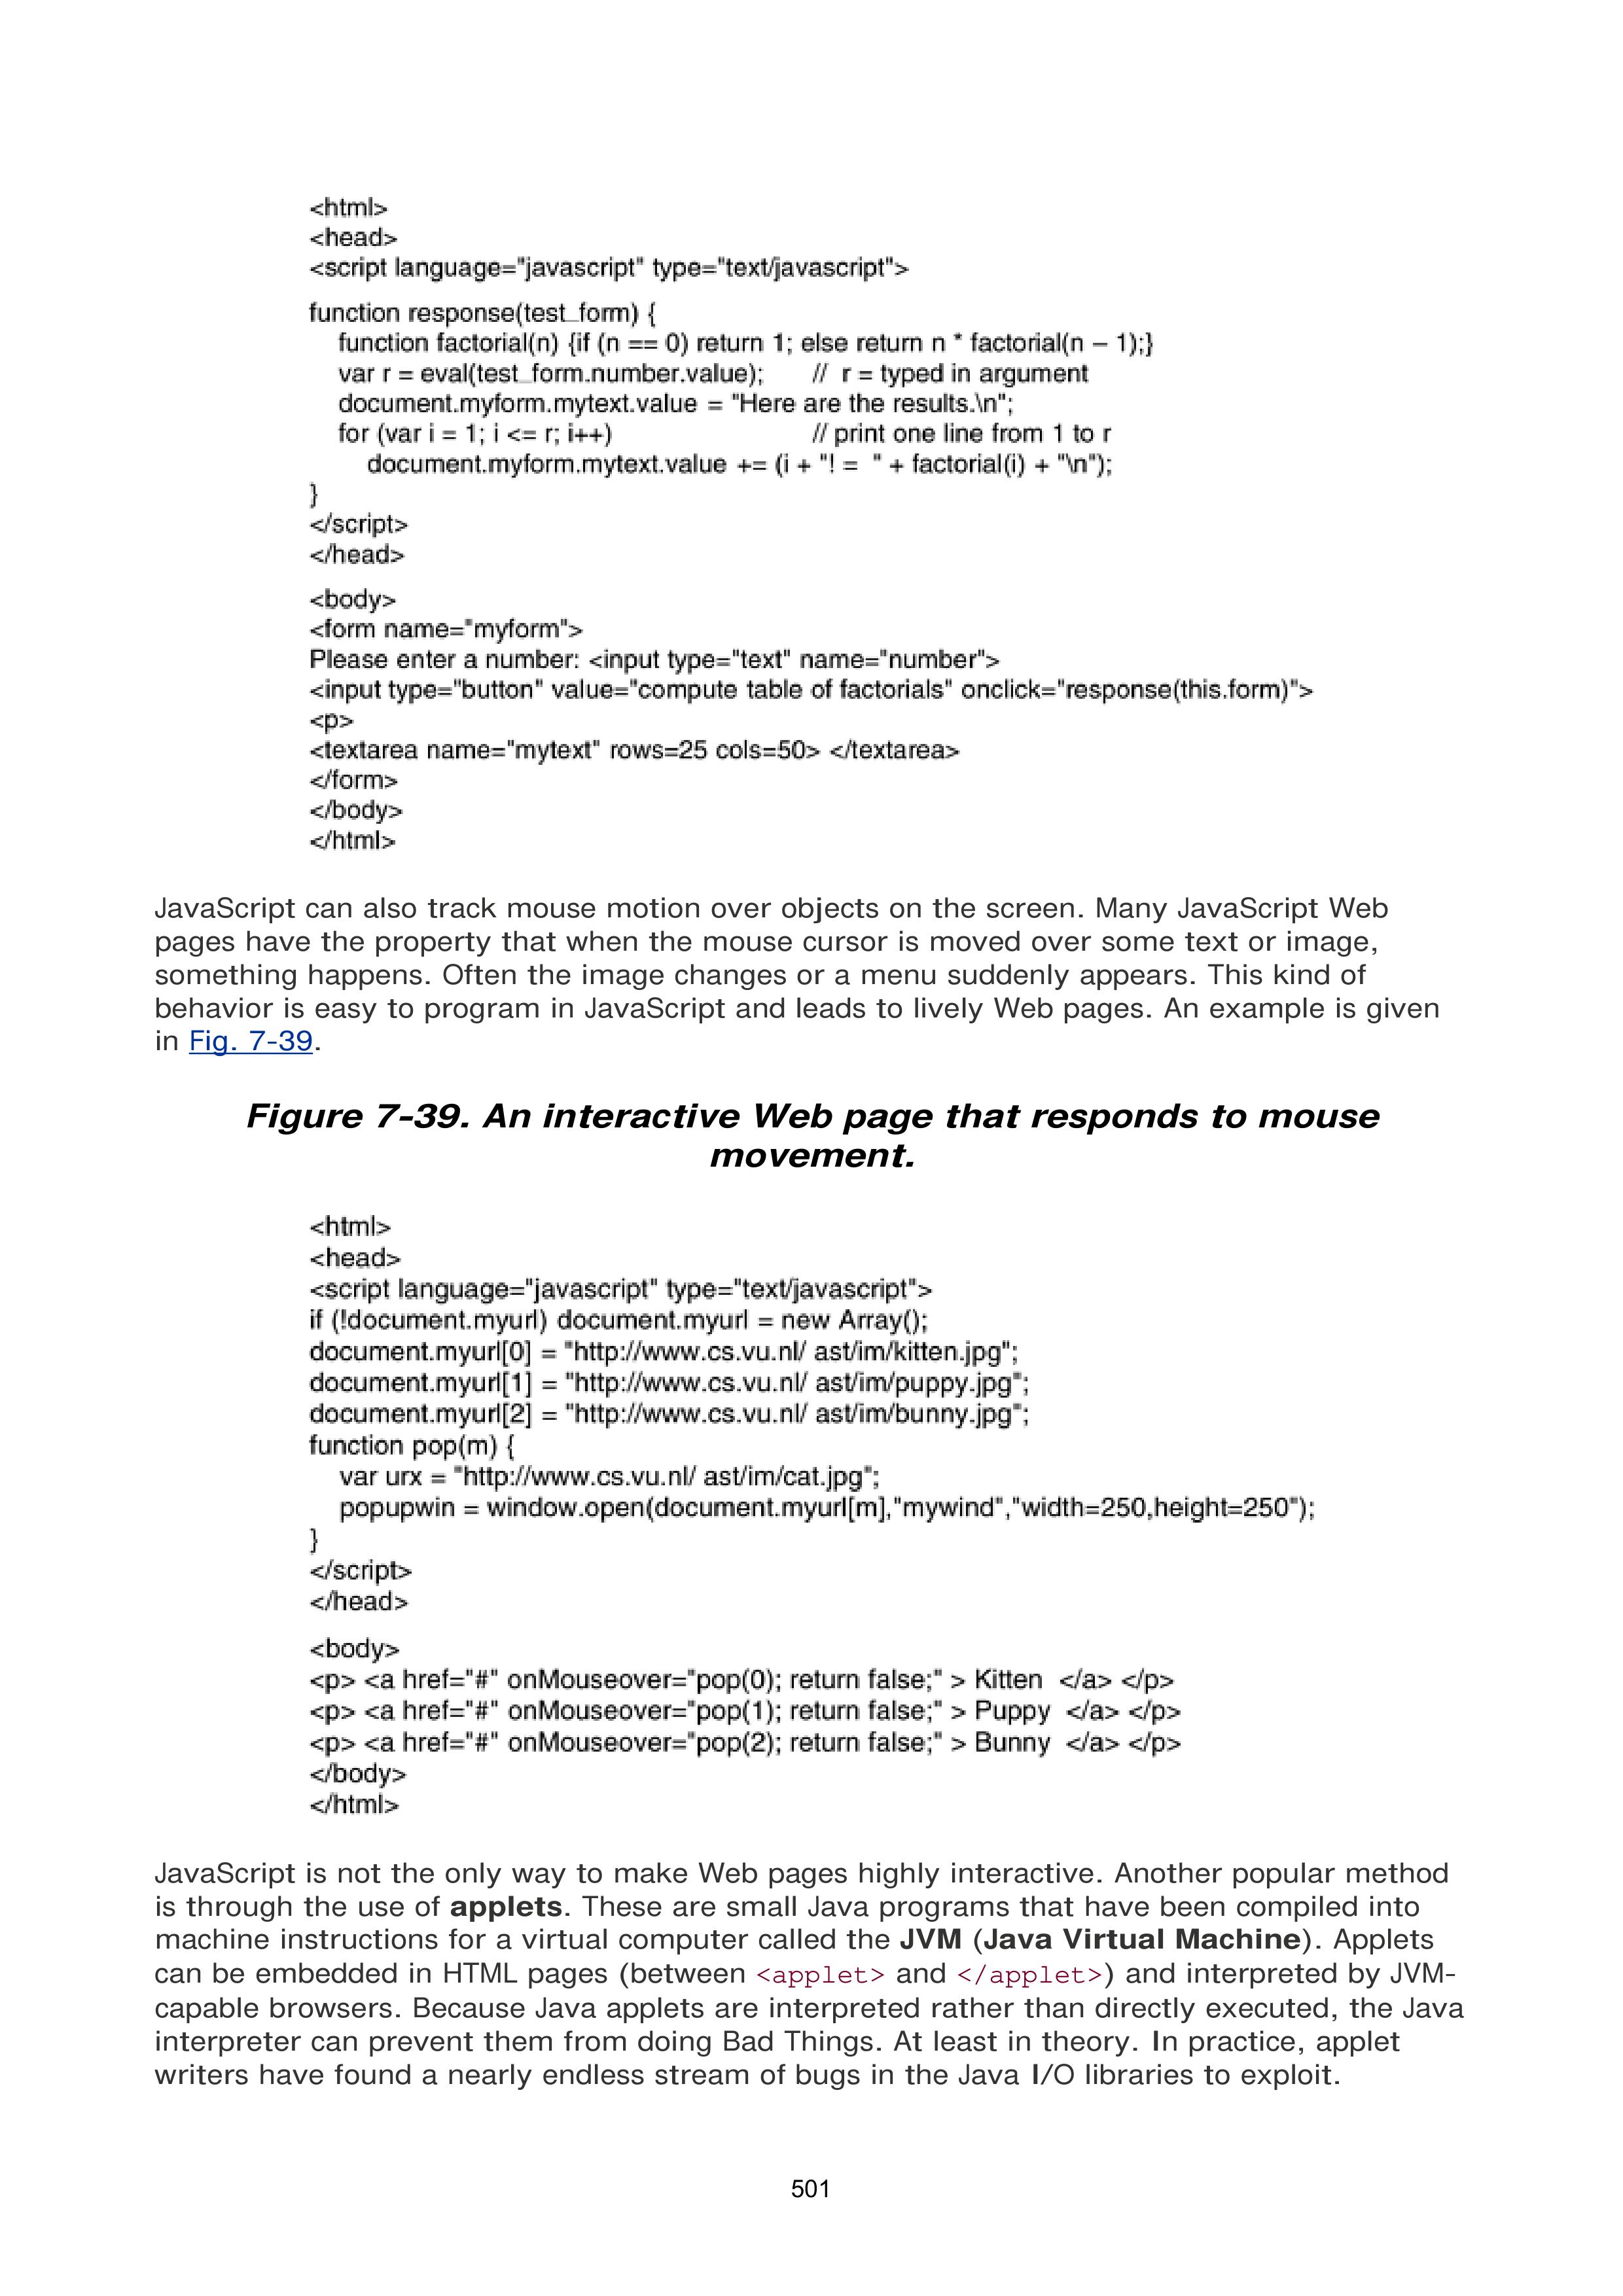 <html>
<head>
<script language="javascript" type="text/javascript">
function response(test_form) {
function factorial(n) {if (n == 0) return 1; else return n * factorial(n – 1);}
var r = eval(test_form.number.value); // r = typed in argument
document.myform.mytext.value = "Here are the results.\n";
for (var i = 1; i <= r; i++) // print one line from 1 to r
document.myform.mytext.value += (i + "! = " + factorial(i) + "\n");
}
</script>
</head>
<body>
<form name="myform">
Please enter a number: <input type="text" name="number">
<input type="button" value="compute table of factorials" onclick="response(this.form)">
<p>
<textarea name="mytext" rows=25 cols=50> </textarea>
</form>
</body>
</html>
JavaScript can also track mouse motion over objects on the screen. Many JavaScript Web
pages have the property that when the mouse cursor is moved over some text or image,
something happens. Often the image changes or a menu suddenly appears. This kind of
behavior is easy to program in JavaScript and leads to lively Web pages. An example is given
in Fig. 7-39.
Figure 7-39. An interactive Web page that responds to mouse
movement.
<html>
<head>
<script language="javascript" type="text/javascript">
if (!document.myurl) document.myurl = new Array();
document.myurl[0] = "http://www.cs.vu.nl/ ast/im/kitten.jpg";
document.myurl[1] = "http://www.cs.vu.nl/ ast/im/puppy.jpg";
document.myurl[2] = "http://www.cs.vu.nl/ ast/im/bunny.jpg";
function pop(m) {
var urx = "http://www.cs.vu.nl/ ast/im/cat.jpg";
popupwin = window.open(document.myurl[m],"mywind","width=250,height=250");
}
</script>
</head>
<body>
<p> <a href="#" onMouseover="pop(0); return false;" > Kitten </a> </p>
<p> <a href="#" onMouseover="pop(1); return false;" > Puppy </a> </p>
<p> <a href="#" onMouseover="pop(2); return false;" > Bunny </a> </p>
</body>
</html>
JavaScript is not the only way to make Web pages highly interactive. Another popular method
is through the use of applets. These are small Java programs that have been compiled into
machine instructions for a virtual computer called the JVM (Java Virtual Machine). Applets
can be embedded in HTML pages (between <applet> and </applet>) and interpreted by JVM-
capable browsers. Because Java applets are interpreted rather than directly executed, the Java
interpreter can prevent them from doing Bad Things. At least in theory. In practice, applet
writers have found a nearly endless stream of bugs in the Java I/O libraries to exploit.
501